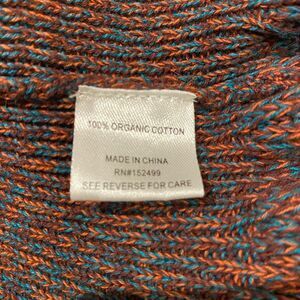 100% ORGANIC COTTON
MADE IN CHINA
RN#152499
SEE REVERSE FOR CARE